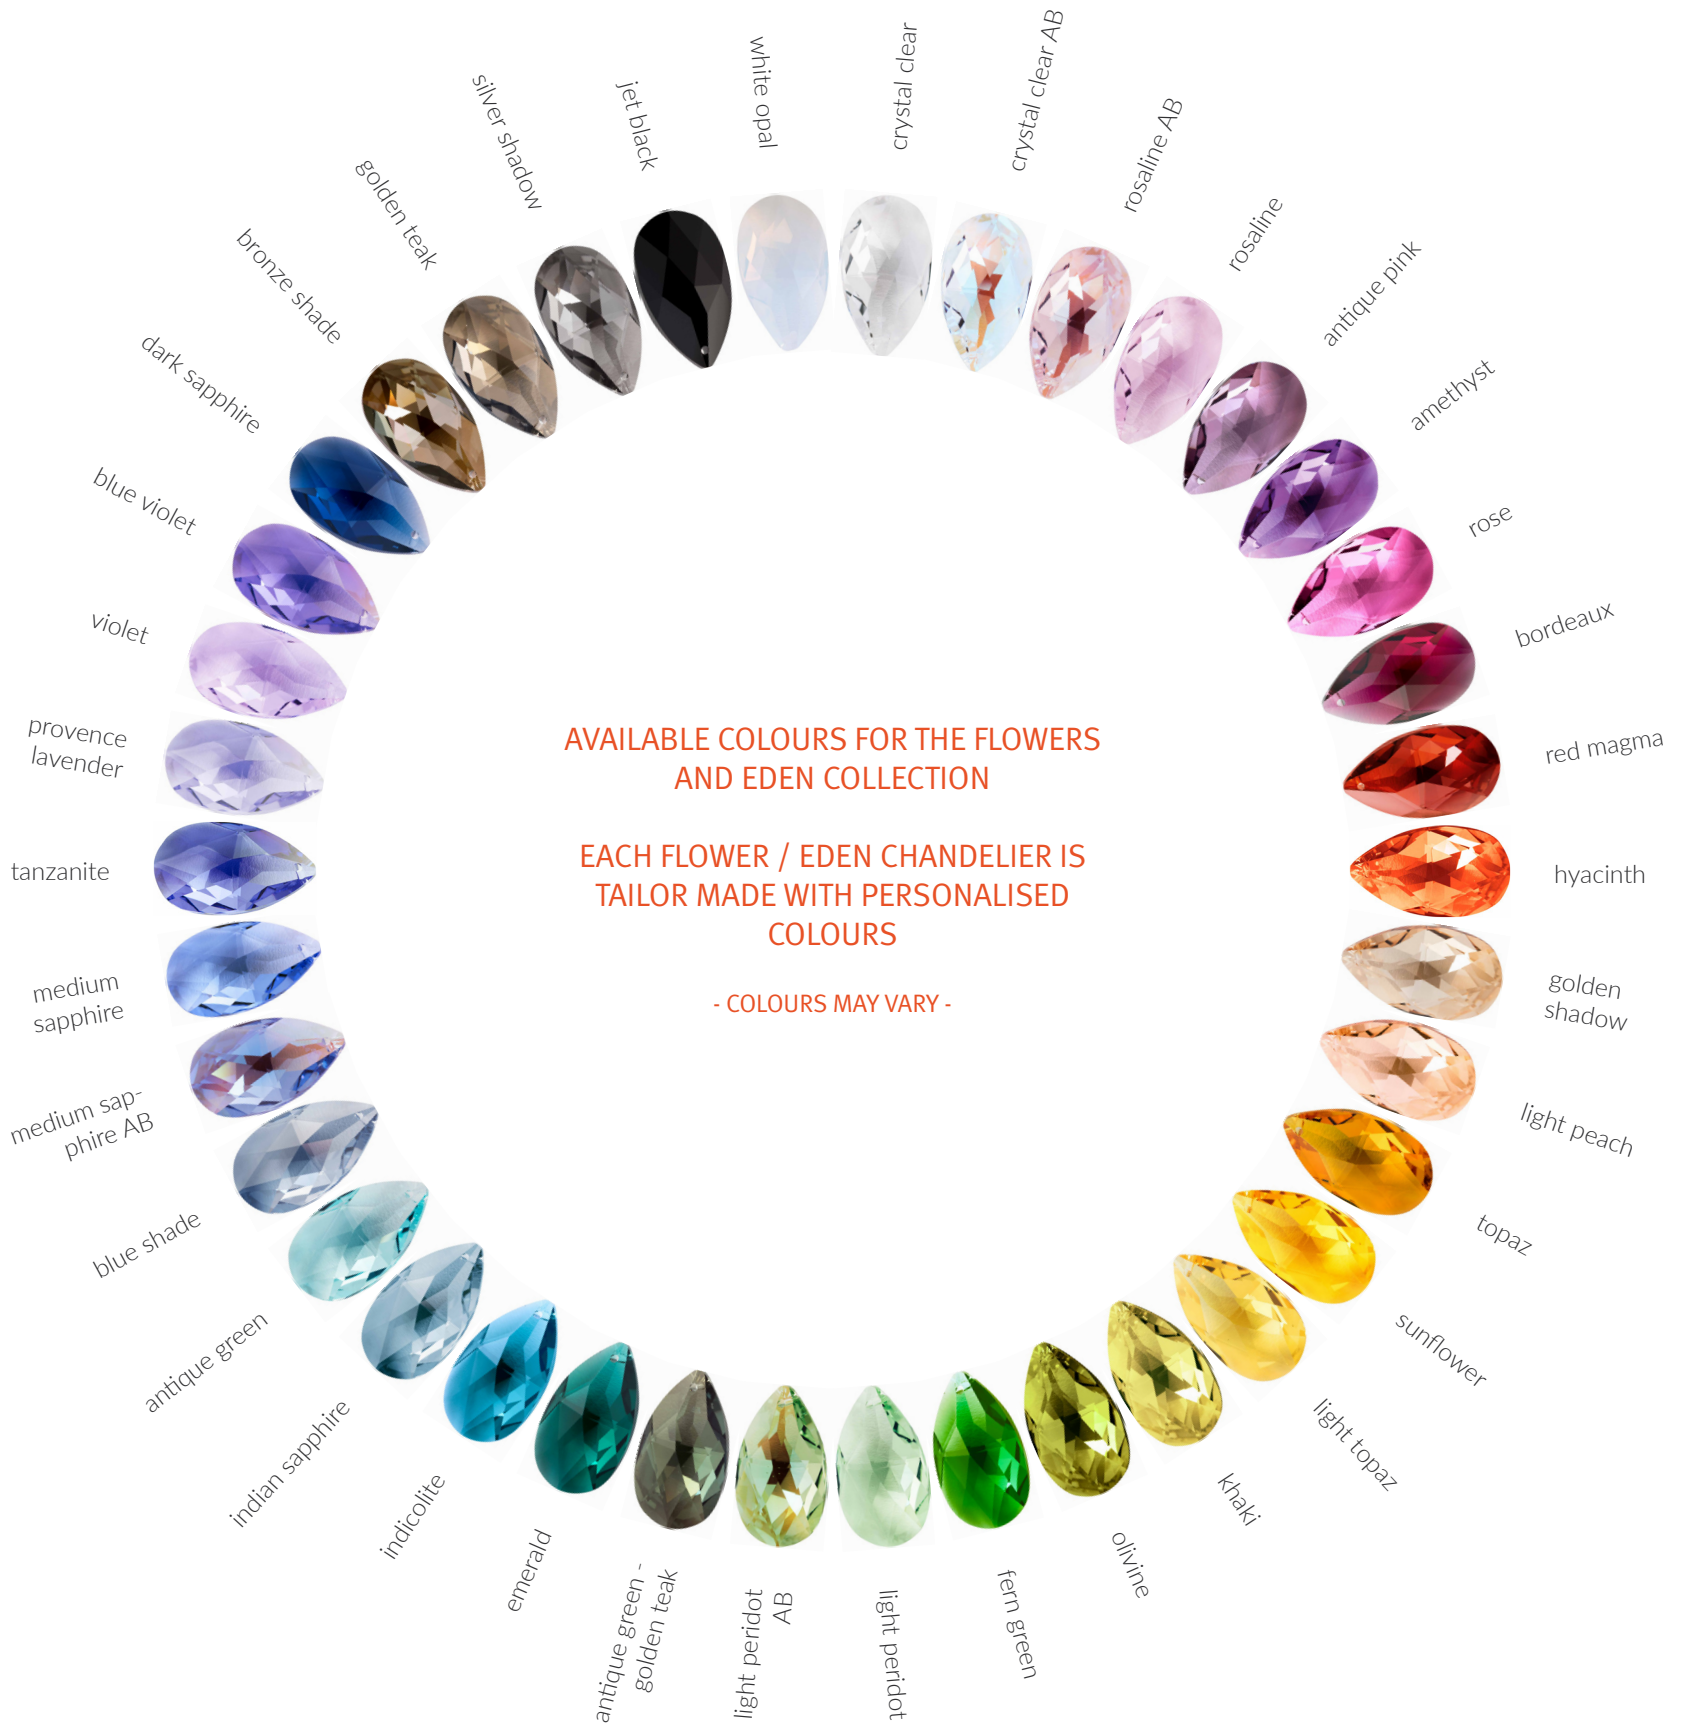 white opal
crystal clear
crystal clear AB
rosaline AB
rosaline
antique pink
amethyst
rose
bordeaux
red magma
hyacinth
golden
shadow
light peach
topaz
sunflower
light topaz
khaki
olivine
fern green
light peridot
light peridot
AB
antique green -
golden teak
emerald
indicolite
indian sapphire
antique green
blue shade
medium sap-
phire AB
medium
sapphire
tanzanite
provence
lavender
violet
blue violet
dark sapphire
bronze shade
golden teak
silver shadow
jet black
AVAILABLE COLOURS FOR THE FLOWERS
AND EDEN COLLECTION
EACH FLOWER / EDEN CHANDELIER IS
TAILOR MADE WITH PERSONALISED
COLOURS
- COLOURS MAY VARY -